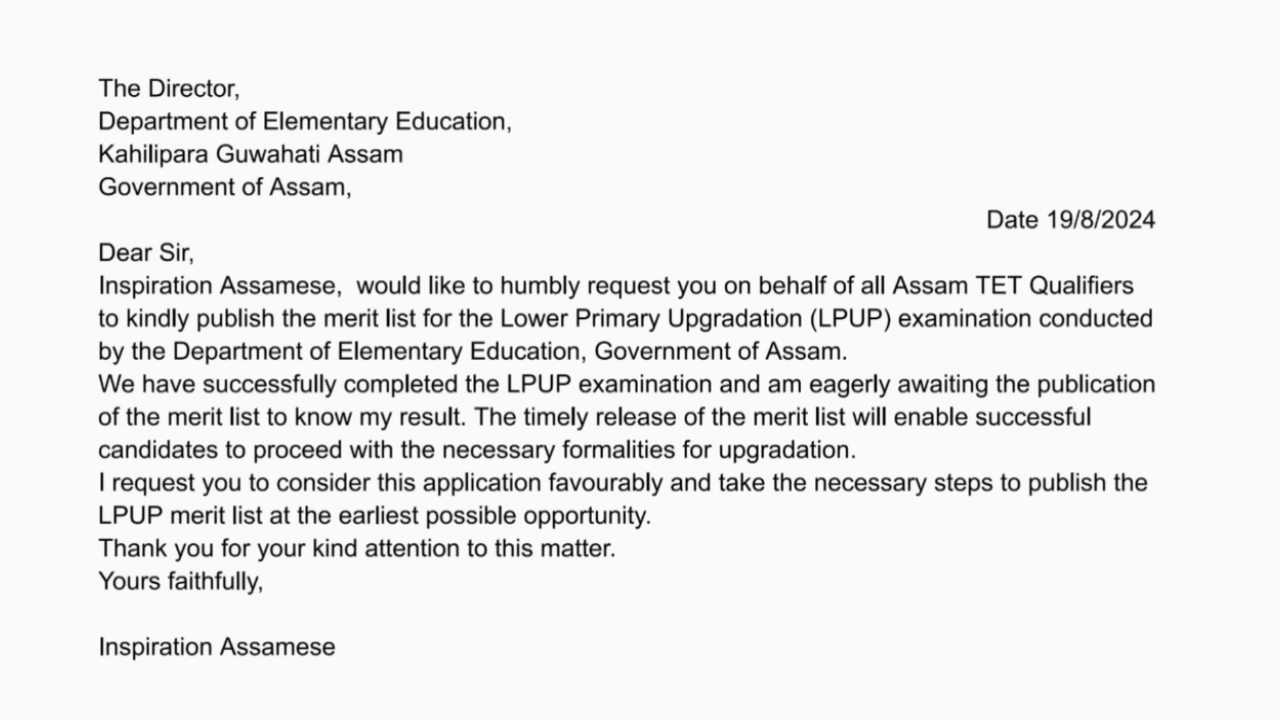 The Director,
Department of Elementary Education,
Kahilipara Guwahati Assam
Government of Assam,
Date 19/8/2024
Dear Sir,
Inspiration Assamese,  would like to humbly request you on behalf of all Assam TET Qualifiers
to kindly publish the merit list for the Lower Primary Upgradation (LPUP) examination conducted
by the Department of Elementary Education, Government of Assam.
We have successfully completed the LPUP examination and am eagerly awaiting the publication
of the merit list to know my result. The timely release of the merit list will enable successful
candidates to proceed with the necessary formalities for upgradation.
I request you to consider this application favourably and take the necessary steps to publish the
LPUP merit list at the earliest possible opportunity.
Thank you for your kind attention to this matter.
Yours faithfully,
Inspiration Assamese